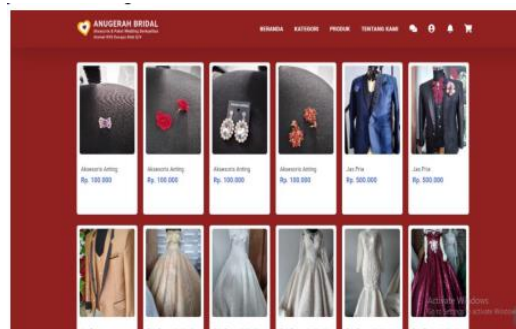 ANUGERAH BRIDAL
BERANDA KATEGORI PRODUK TENTANG KAMI
Aksesoris Anting
Rp. 100.000
Aksesoris Anting
Rp. 100.000
Aksesoris Anting
Rp. 100.000
Aksesoris Anting
Rp. 100.000
Jas Pria
Rp. 500.000
Jas Pria
Rp. 500.000
Activate Windows